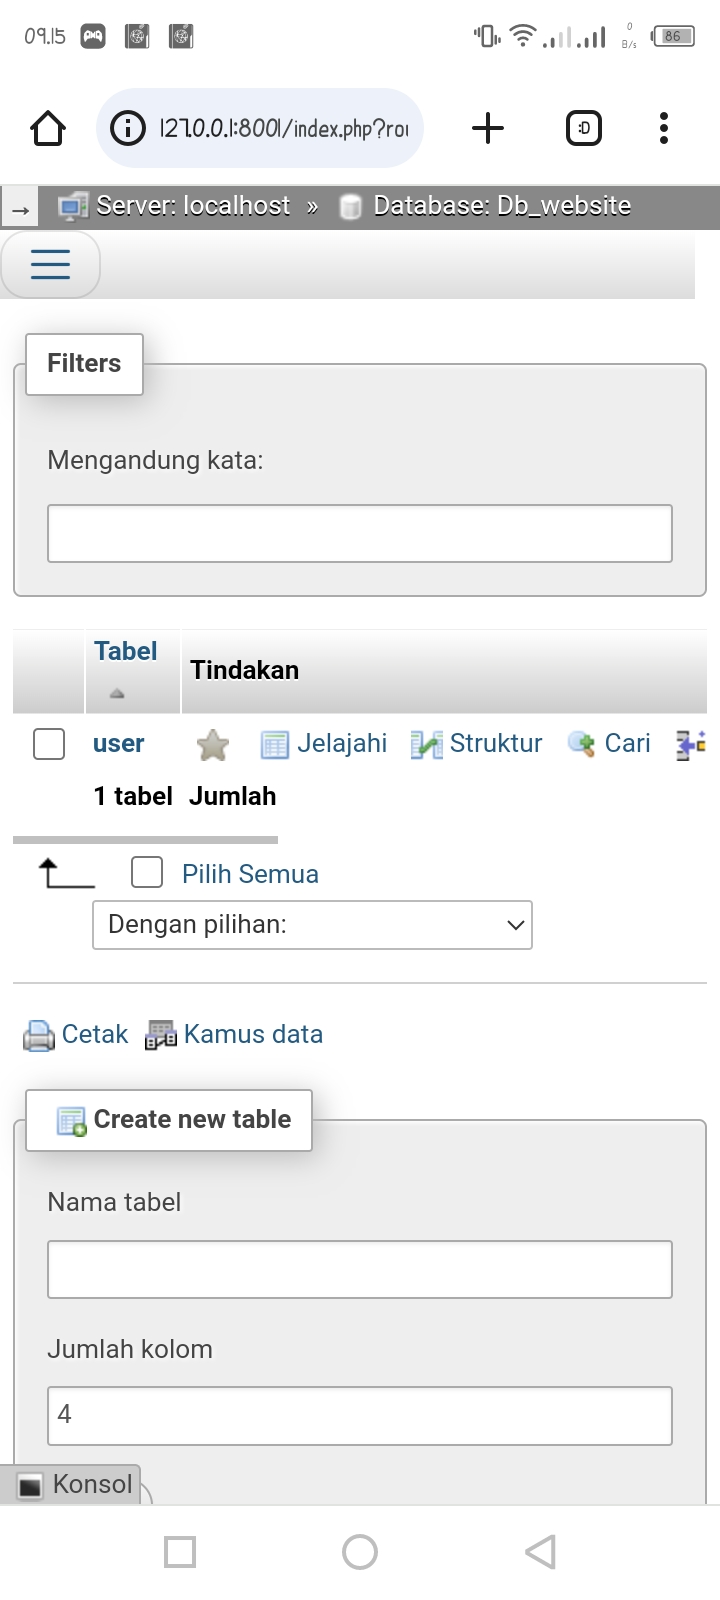 09.15
0
B/s
86
127.0.0.1:8001/index.php?rou
:D
→ Server: localhost » Database: Db_website
Filters
Mengandung kata:
Tabel
Tindakan
user Jelajahi Struktur Cari
1 tabel Jumlah
Pilih Semua
Dengan pilihan:
Cetak Kamus data
Create new table
Nama tabel
Jumlah kolom
4
Konsol